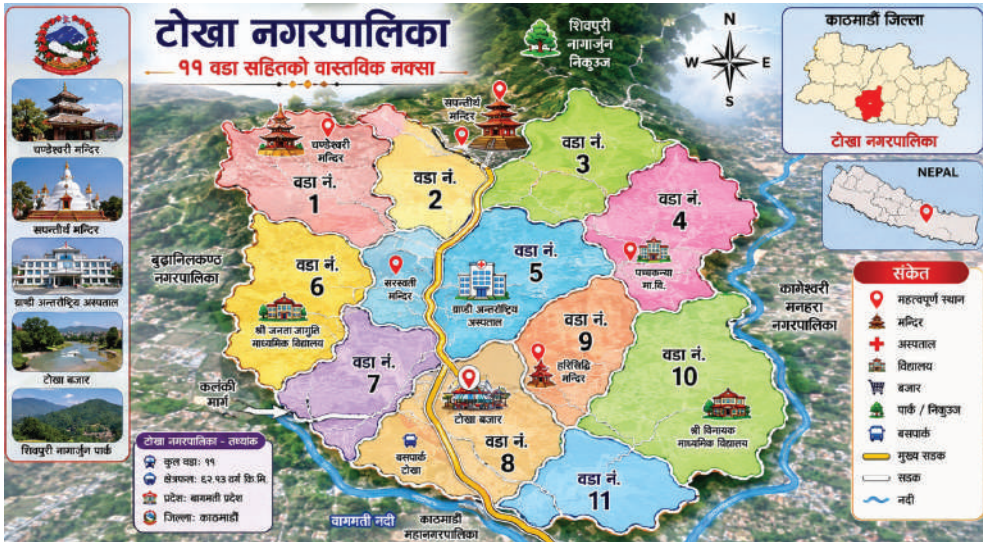 टोखा नगरपालिका
११ वडा सहितको वास्तविक नक्सा
शिवपुरी
नागार्जुन
निकुञ्ज
N
W
E
S
काठमाडौं जिल्ला
टोखा नगरपालिका
NEPAL
चण्डेश्वरी मन्दिर
सपन्तीर्थ मन्दिर
ग्राण्डी अन्तर्राष्ट्रिय अस्पताल
टोखा बजार
शिवपुरी नागार्जुन पार्क
चण्डेश्वरी
मन्दिर
सपन्तीर्थ
मन्दिर
वडा नं.
1
वडा नं.
2
वडा नं.
3
वडा नं.
4
पञ्चकन्या
मा.वि.
वडा नं.
5
ग्राण्डी अन्तर्राष्ट्रिय
अस्पताल
बुढानिलकण्ठ
नगरपालिका
वडा नं.
6
श्री जनता जागृति
माध्यमिक विद्यालय
सरस्वती
मन्दिर
वडा नं.
7
कलंकी
मार्ग
टोखा बजार
वडा नं.
8
बसपार्क
टोखा
वडा नं.
9
हरिसिद्धि
मन्दिर
वडा नं.
10
श्री विनायक
माध्यमिक विद्यालय
वडा नं.
11
कागेश्वरी
मनहरा
नगरपालिका
वागमती नदी
काठमाडौं
महानगरपालिका
टोखा नगरपालिका - तथ्यांक
कुल वडा: ११
क्षेत्रफल: ६२.१३ वर्ग कि.मि.
प्रदेश: बागमती प्रदेश
जिल्ला: काठमाडौं
संकेत
महत्वपूर्ण स्थान
मन्दिर
अस्पताल
विद्यालय
बजार
पार्क / निकुञ्ज
बसपार्क
मुख्य सडक
सडक
नदी